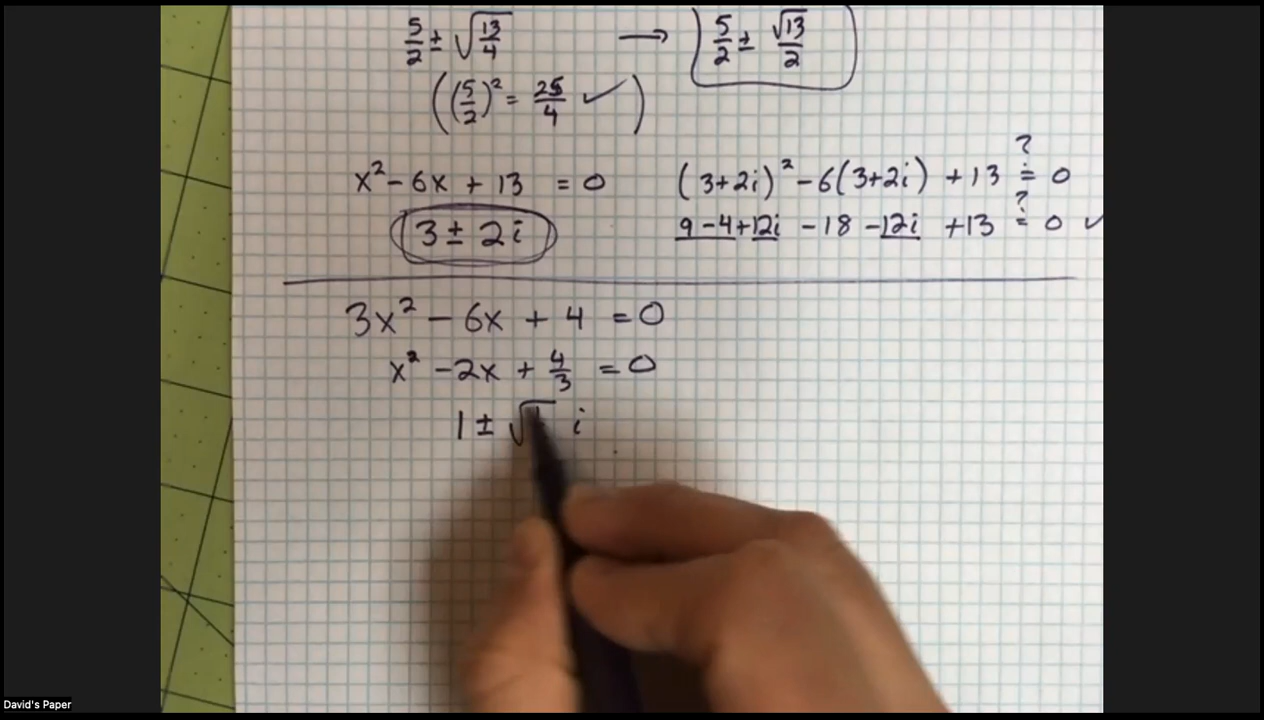 5/2 ± √(13/4) → 5/2 ± √13/2
((5/2)² = 25/4 ✓)
x² - 6x + 13 = 0
3 ± 2i
(3+2i)² - 6(3+2i) + 13 ≟ 0
9 - 4 + 12i - 18 - 12i + 13 ≟ 0 ✓
3x² - 6x + 4 = 0
x² - 2x + 4/3 = 0
1 ± √ i
David's Paper